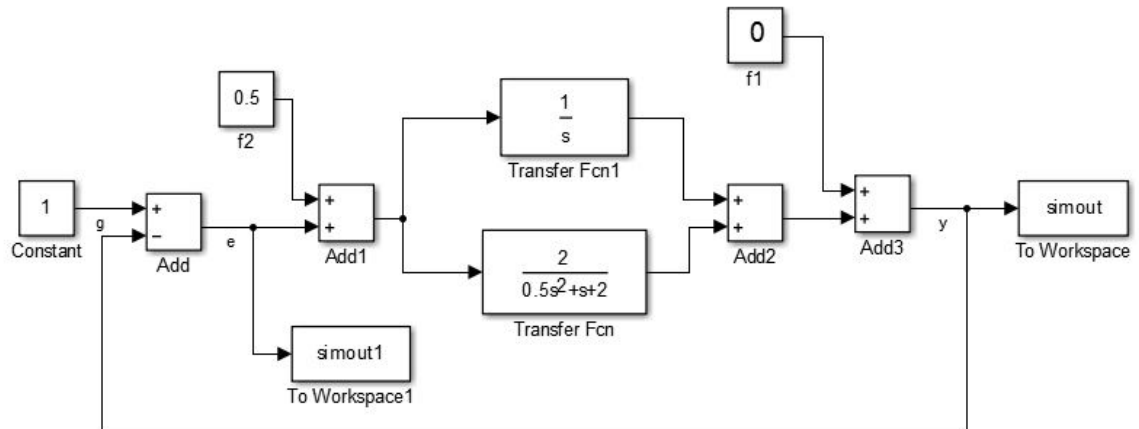 0
f1
0.5
f2
1
s
Transfer Fcn1
1
Constant
g
+
−
Add
e
+
+
Add1
2
0.5s²+s+2
Transfer Fcn
+
+
Add2
+
+
Add3
y
simout
To Workspace
simout1
To Workspace1